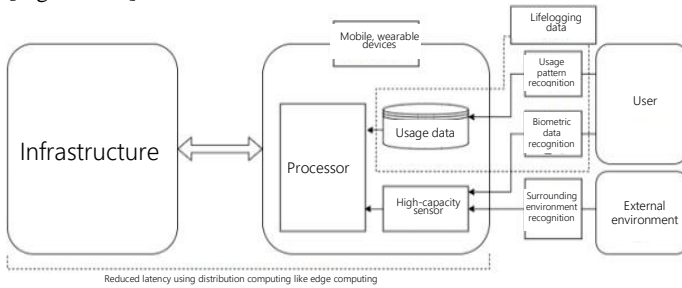 Lifelogging
data
Mobile, wearable
devices
Usage
pattern
recognition
User
Usage data
Biometric
data
recognition
Infrastructure
Processor
High-capacity
sensor
Surrounding
environment
recognition
External
environment
Reduced latency using distribution computing like edge computing